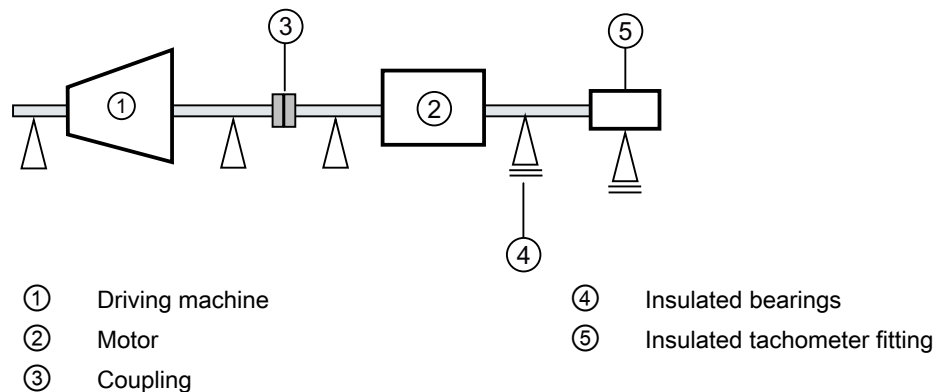 ③
⑤
①
②
④
① Driving machine
② Motor
③ Coupling
④ Insulated bearings
⑤ Insulated tachometer fitting